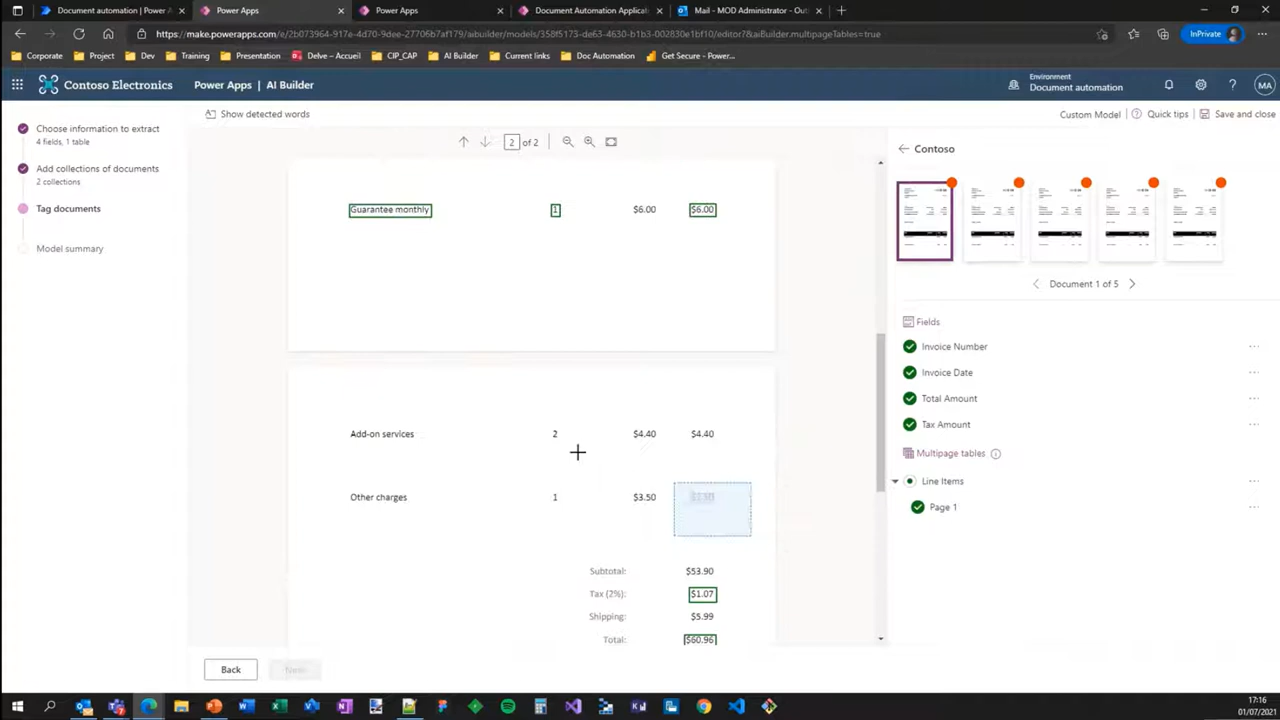 Document automation | Power A
Power Apps
Power Apps
Document Automation Applicat
Mail – MOD Administrator - Out
https://make.powerapps.com/e/2b073964-917e-4d70-9dee-27706b7af179/aibuilder/models/358f5173-de63-4630-b1b3-002830e1bf10/editor?&aiBuilder.multipageTables=true
InPrivate
Corporate
Project
Dev
Training
Presentation
Delve – Accueil
CIP_CAP
AI Builder
Current links
Doc Automation
Get Secure - Power...
Contoso Electronics
Power Apps | AI Builder
Environment
Document automation
MA
Choose information to extract
4 fields, 1 table
Add collections of documents
2 collections
Tag documents
Model summary
Show detected words
Custom Model
Quick tips
Save and close
2 of 2
Guarantee monthly 1 $6.00 $6.00
Add-on services 2 $4.40 $4.40
Other charges 1 $3.50 $3.50
Subtotal: $53.90
Tax (2%): $1.07
Shipping: $5.99
Total: $60.96
Back
Next
Contoso
Document 1 of 5
Fields
Invoice Number
Invoice Date
Total Amount
Tax Amount
Multipage tables
Line Items
Page 1
17:16
01/07/2021